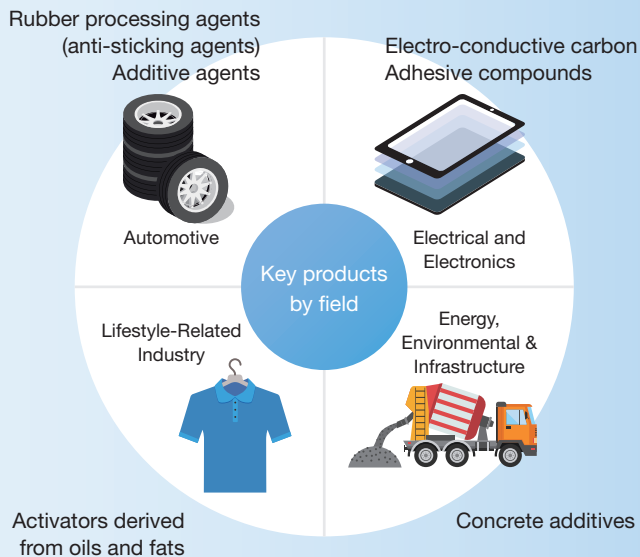 Rubber processing agents
(anti-sticking agents)
Additive agents
Automotive
Electro-conductive carbon
Adhesive compounds
Electrical and
Electronics
Key products
by field
Lifestyle-Related
Industry
Activators derived
from oils and fats
Energy,
Environmental &
Infrastructure
Concrete additives